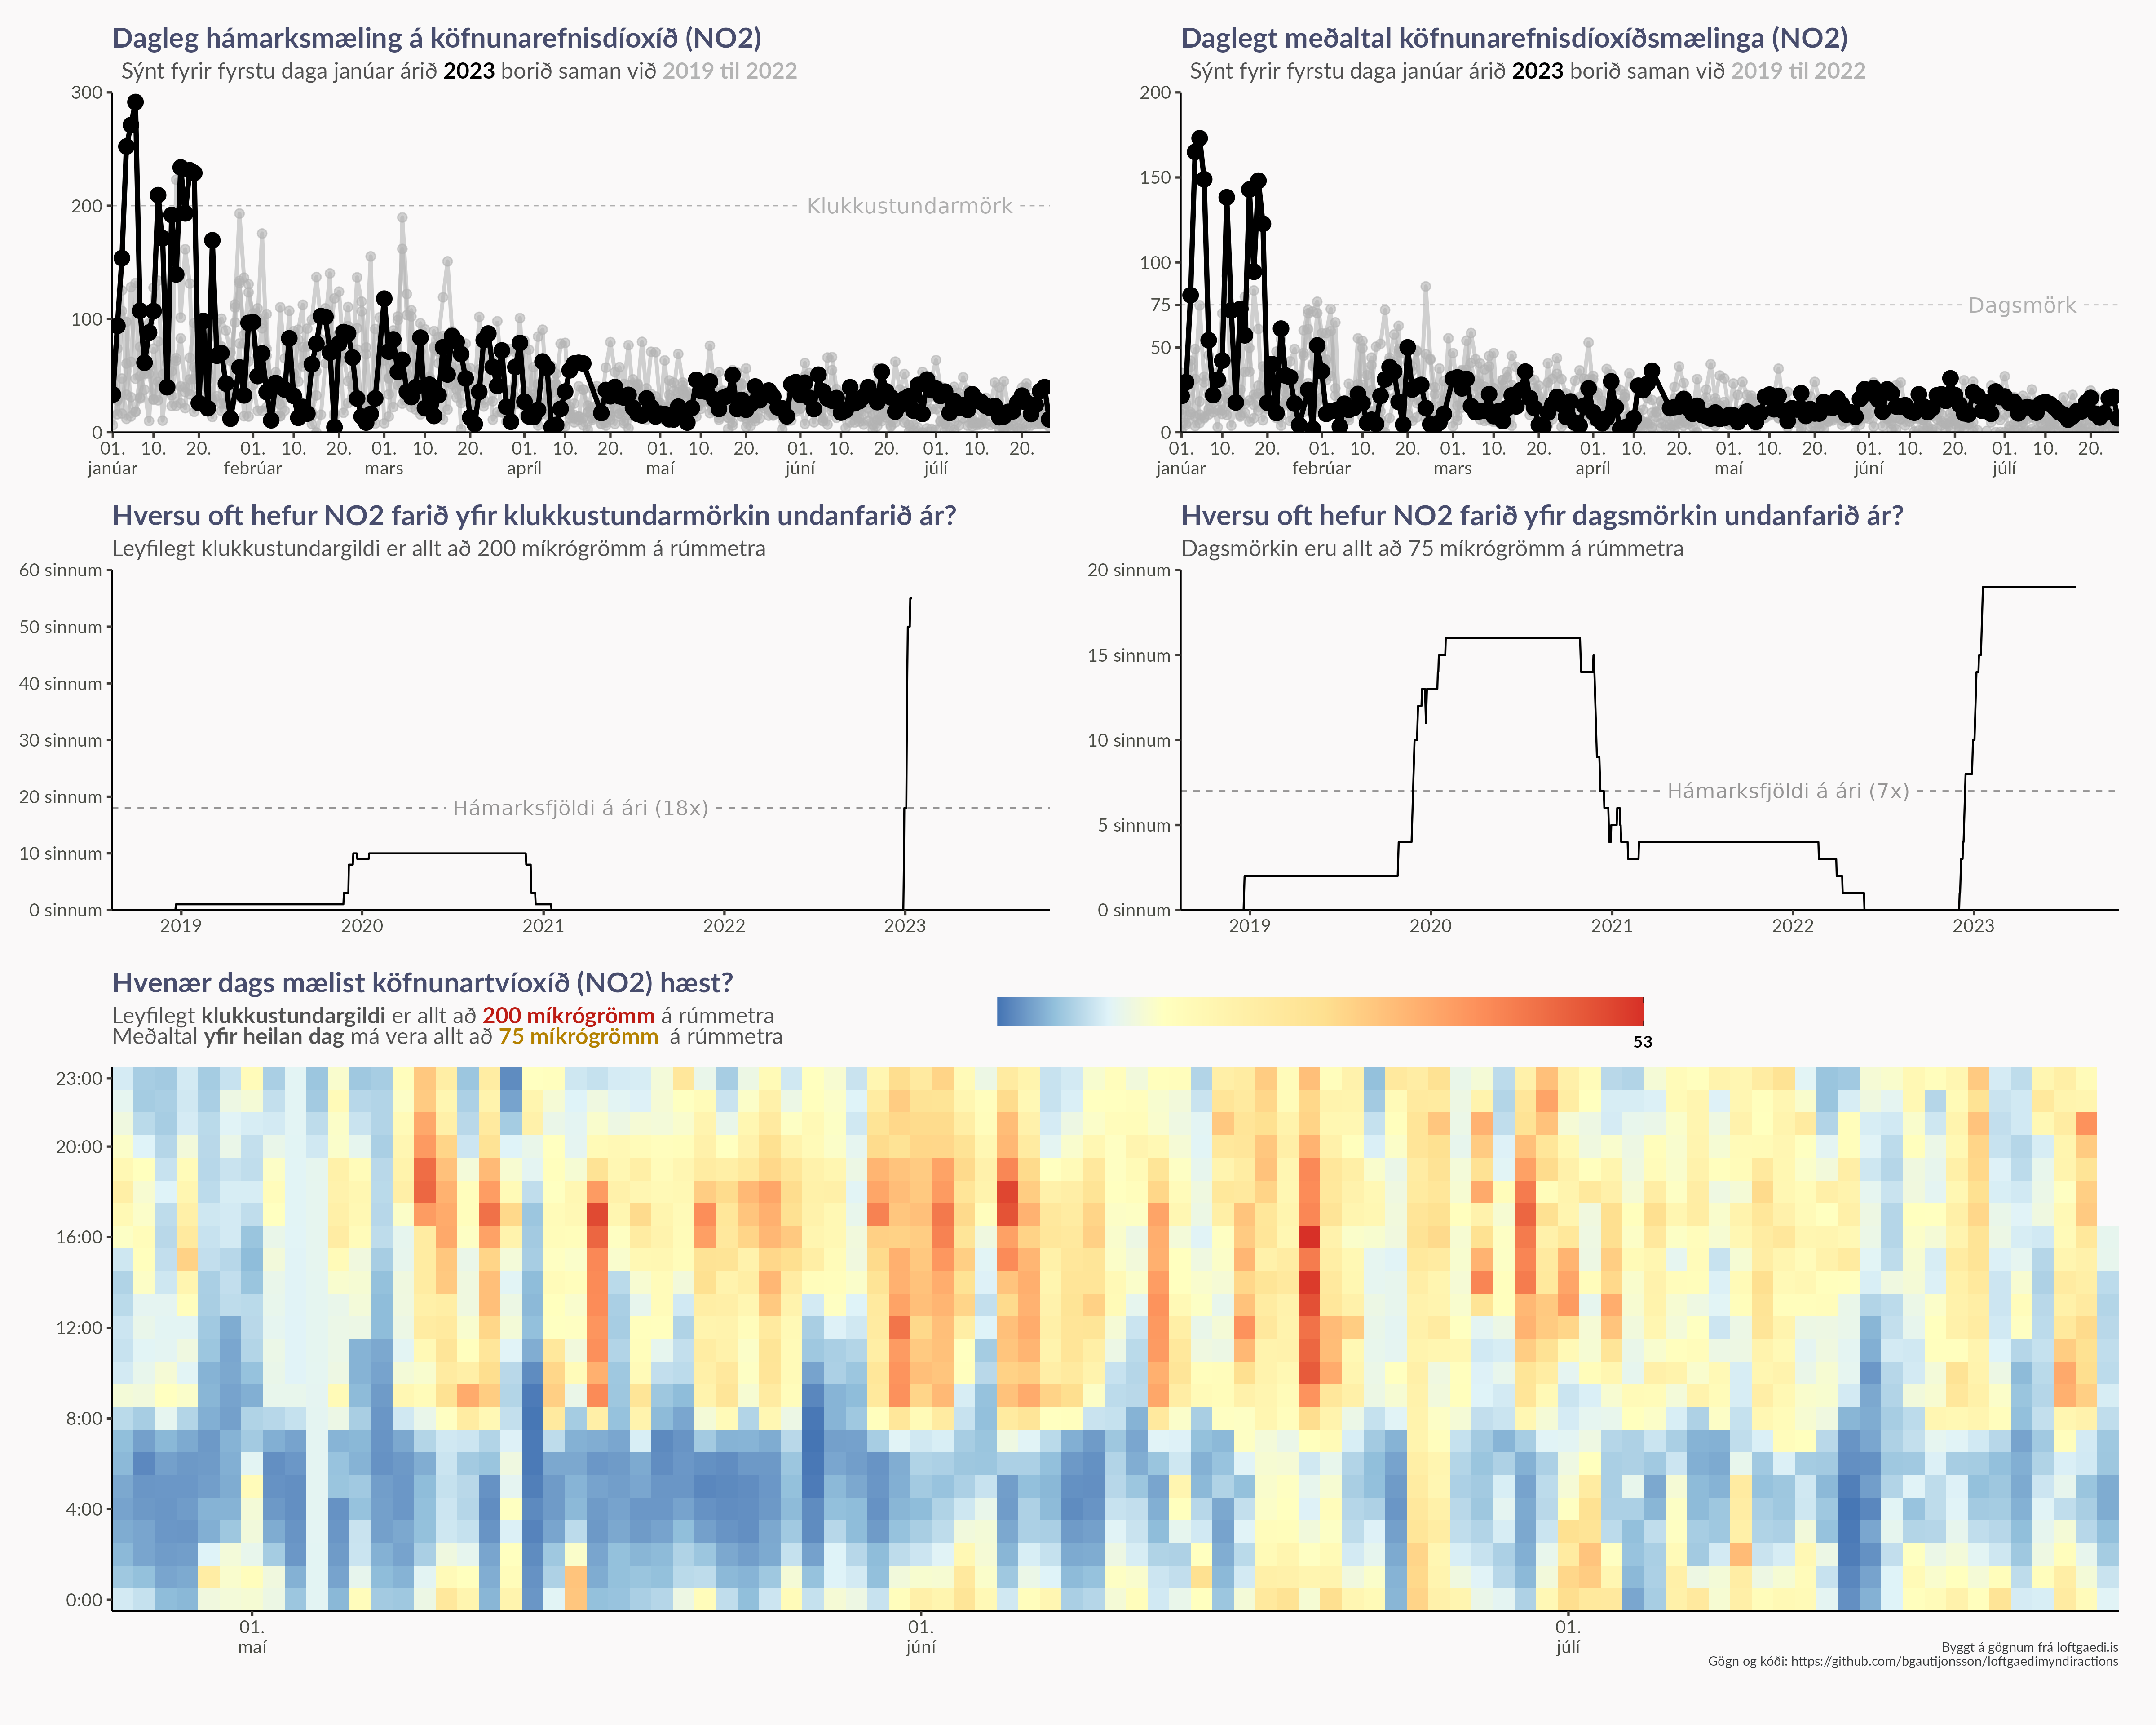 Dagleg hámarksmæling á köfnunarefnisdíoxíð (NO2)
Sýnt fyrir fyrstu daga janúar árið 2023 borið saman við 2019 til 2022
300
200
100
0
Klukkustundarmörk
01. 10. 20. 01. 10. 20. 01. 10. 20. 01. 10. 20. 01. 10. 20. 01. 10. 20. 01. 10. 20.
janúar febrúar mars apríl maí júní júlí
Daglegt meðaltal köfnunarefnisdíoxíðsmælinga (NO2)
Sýnt fyrir fyrstu daga janúar árið 2023 borið saman við 2019 til 2022
200
150
100
75
50
0
Dagsmörk
01. 10. 20. 01. 10. 20. 01. 10. 20. 01. 10. 20. 01. 10. 20. 01. 10. 20. 01. 10. 20.
janúar febrúar mars apríl maí júní júlí
Hversu oft hefur NO2 farið yfir klukkustundarmörkin undanfarið ár?
Leyfilegt klukkustundargildi er allt að 200 míkrógrömm á rúmmetra
60 sinnum
50 sinnum
40 sinnum
30 sinnum
20 sinnum
10 sinnum
0 sinnum
Hámarksfjöldi á ári (18x)
2019 2020 2021 2022 2023
Hversu oft hefur NO2 farið yfir dagsmörkin undanfarið ár?
Dagsmörkin eru allt að 75 míkrógrömm á rúmmetra
20 sinnum
15 sinnum
10 sinnum
5 sinnum
0 sinnum
Hámarksfjöldi á ári (7x)
2019 2020 2021 2022 2023
Hvenær dags mælist köfnunartvíoxíð (NO2) hæst?
Leyfilegt klukkustundargildi er allt að 200 míkrógrömm á rúmmetra
Meðaltal yfir heilan dag má vera allt að 75 míkrógrömm á rúmmetra
53
23:00
20:00
16:00
12:00
8:00
4:00
0:00
01. 01. 01.
maí júní júlí
Byggt á gögnum frá loftgaedi.is
Gögn og kóði: https://github.com/bgautijonsson/loftgaedimyndiractions